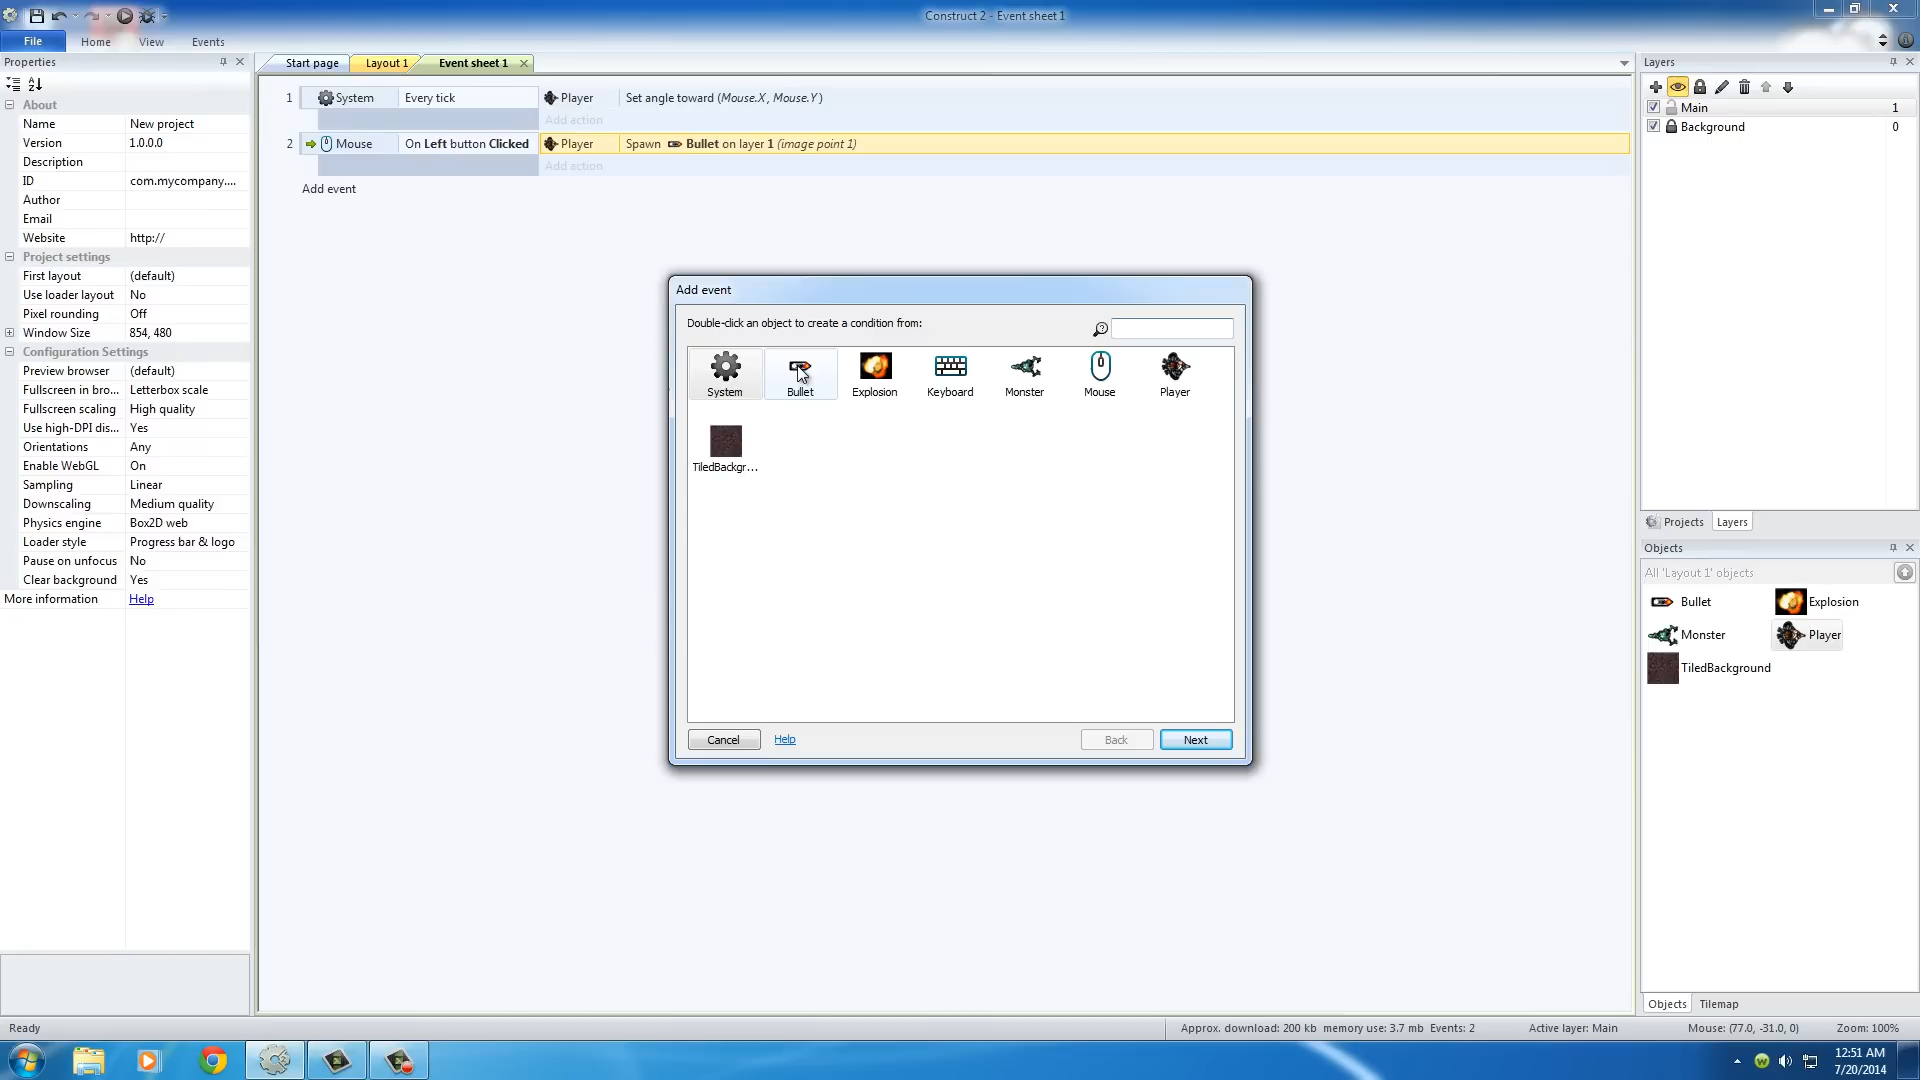 Construct 2 - Event sheet 1
File Home View Events
Properties
About
Name New project
Version 1.0.0.0
Description
ID com.mycompany....
Author
Email
Website http://
Project settings
First layout (default)
Use loader layout No
Pixel rounding Off
Window Size 854, 480
Configuration Settings
Preview browser (default)
Fullscreen in bro... Letterbox scale
Fullscreen scaling High quality
Use high-DPI dis... Yes
Orientations Any
Enable WebGL On
Sampling Linear
Downscaling Medium quality
Physics engine Box2D web
Loader style Progress bar & logo
Pause on unfocus No
Clear background Yes
More information Help
Start page Layout 1 Event sheet 1
1 System Every tick Player Set angle toward (Mouse.X, Mouse.Y)
Add action
2 Mouse On Left button Clicked Player Spawn Bullet on layer 1 (image point 1)
Add action
Add event
Add event
Double-click an object to create a condition from:
System Bullet Explosion Keyboard Monster Mouse Player
TiledBackgr...
Cancel Help Back Next
Layers
Main 1
Background 0
Projects Layers
Objects
All 'Layout 1' objects
Bullet Explosion
Monster Player
TiledBackground
Objects Tilemap
Ready Approx. download: 200 kb memory use: 3.7 mb Events: 2 Active layer: Main Mouse: (77.0, -31.0, 0) Zoom: 100%
12:51 AM
7/20/2014